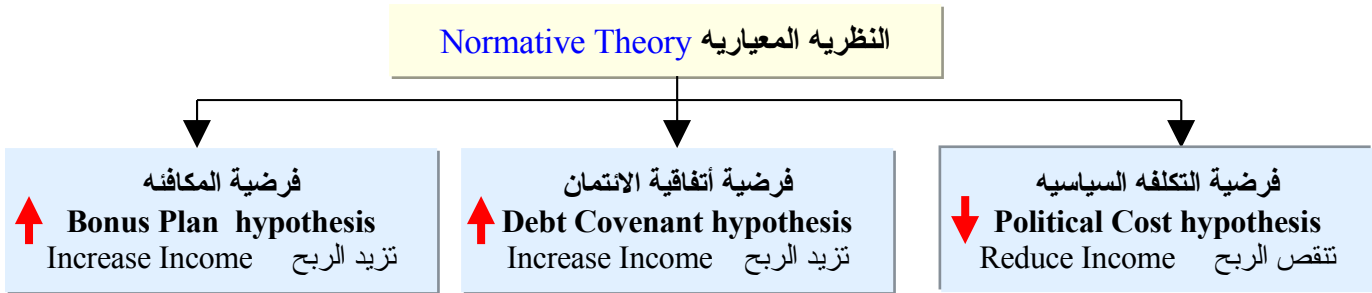 النظريه المعياريه Normative Theory
فرضية المكافئه
Bonus Plan hypothesis
تزيد الربح Increase Income
فرضية أتفاقية الائتمان
Debt Covenant hypothesis
تزيد الربح Increase Income
فرضية التكلفه السياسيه
Political Cost hypothesis
تنقص الربح Reduce Income